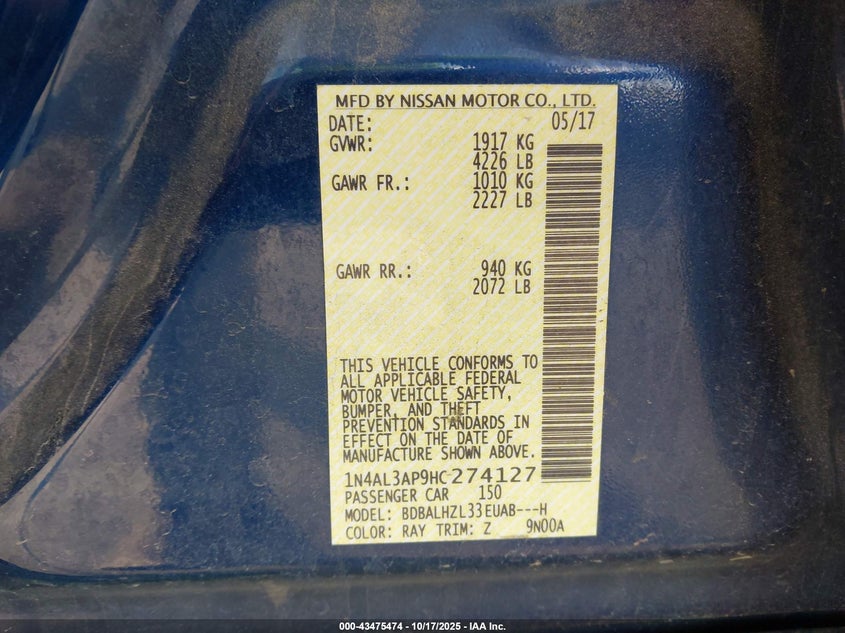 MFD BY NISSAN MOTOR CO., LTD.
DATE: 05/17
GVWR: 1917 KG
4226 LB
GAWR FR.: 1010 KG
2227 LB
GAWR RR.: 940 KG
2072 LB
THIS VEHICLE CONFORMS TO
ALL APPLICABLE FEDERAL
MOTOR VEHICLE SAFETY,
BUMPER, AND THEFT
PREVENTION STANDARDS IN
EFFECT ON THE DATE OF
MANUFACTURE SHOWN ABOVE.
1N4AL3AP9HC274127
PASSENGER CAR 150
MODEL: BDBALHZL33EUAB---H
COLOR: RAY TRIM: Z 9N00A
000-43475474 | 10/17/2025 - IAA Inc.